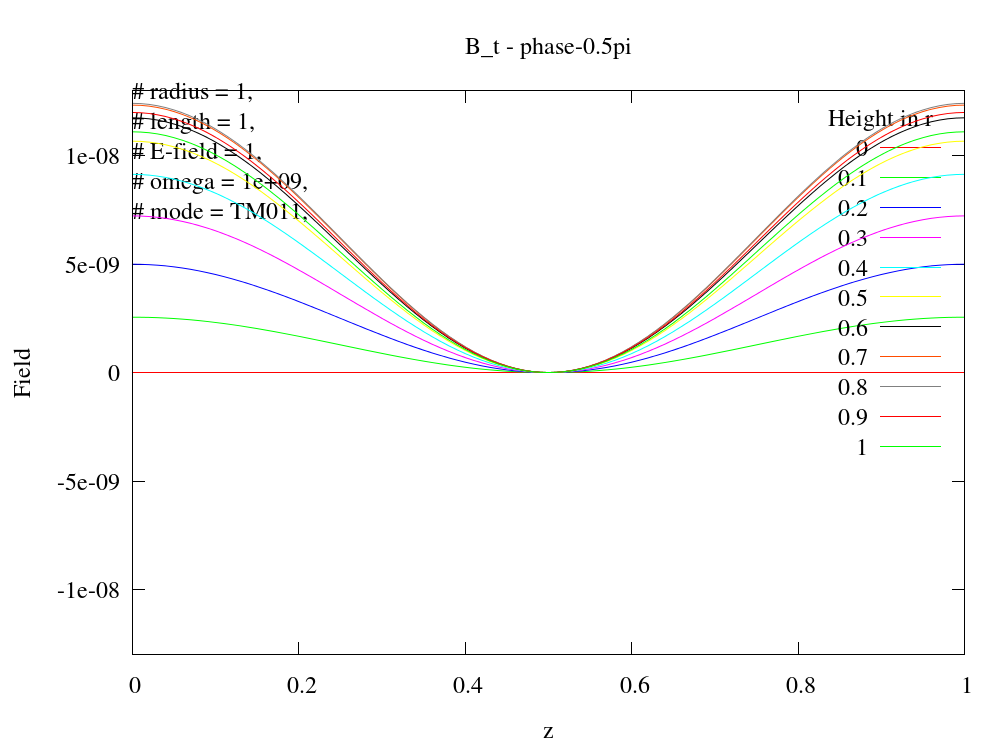 B_t - phase-0.5pi
# radius = 1,
# length = 1,
# E-field = 1,
# omega = 1e+09,
# mode = TM011,
Height in r
0
0.1
0.2
0.3
0.4
0.5
0.6
0.7
0.8
0.9
1
1e-08
5e-09
0
-5e-09
-1e-08
Field
0
0.2
0.4
0.6
0.8
1
z